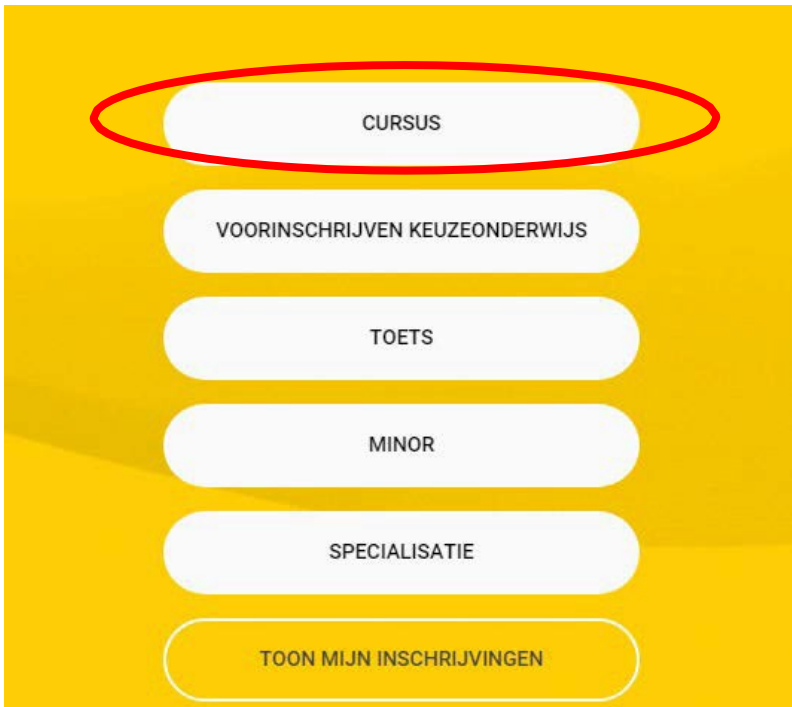 CURSUS
VOORINSCHRIJVEN KEUZEONDERWIJS
TOETS
MINOR
SPECIALISATIE
TOON MIJN INSCHRIJVINGEN